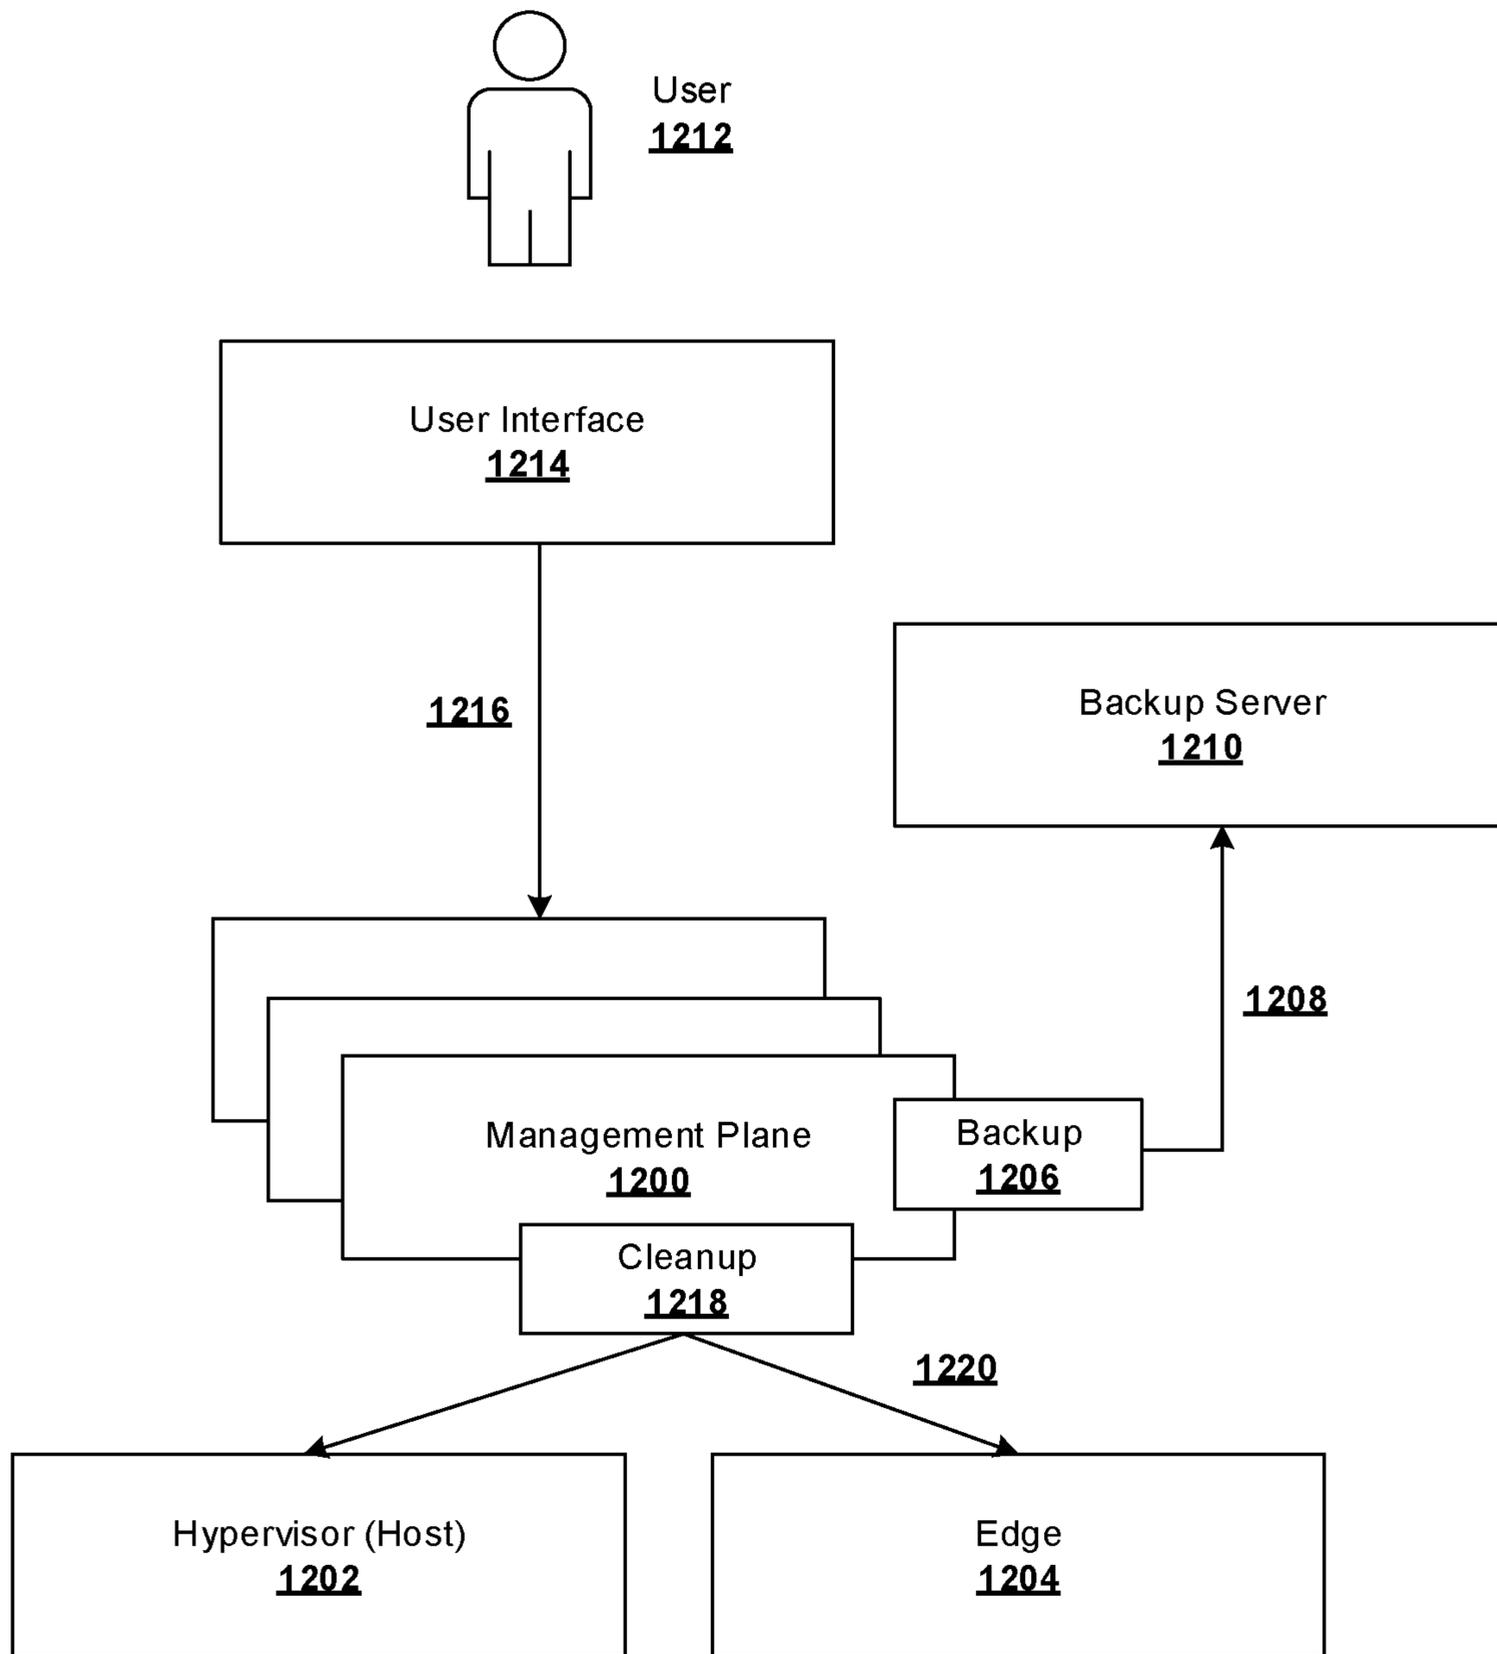 User
1212
User Interface
1214
1216
Backup Server
1210
1208
Management Plane
1200
Backup
1206
Cleanup
1218
1220
Hypervisor (Host)
1202
Edge
1204